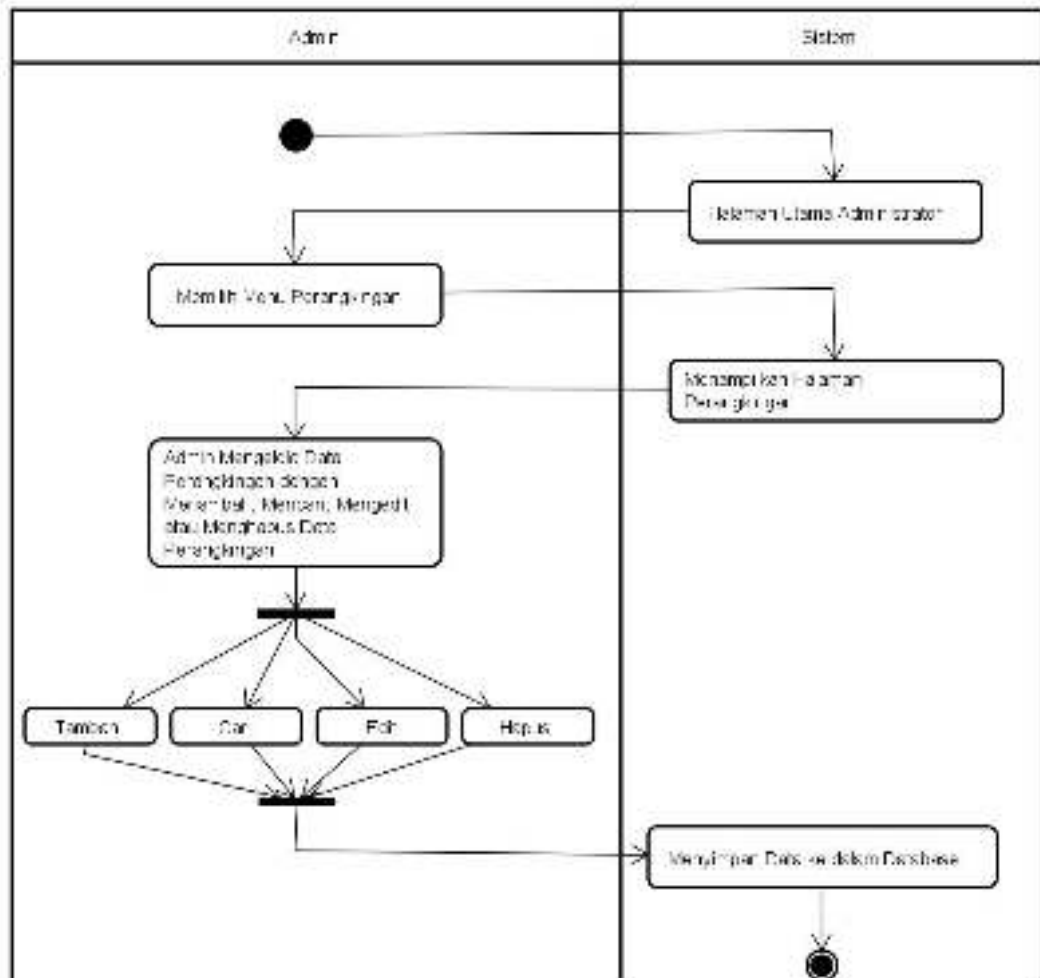 Admin
Sistem
Halaman Utama Administrator
Memilih Menu Perangkingan
Menampilkan Halaman
Perangkingan
Admin Mengelola Data
Perangkingan dengan
Menambah, Mencari, Mengedit
atau Menghapus Data
Perangkingan
Tambah
Cari
Edit
Hapus
Menyimpan Data ke dalam Database